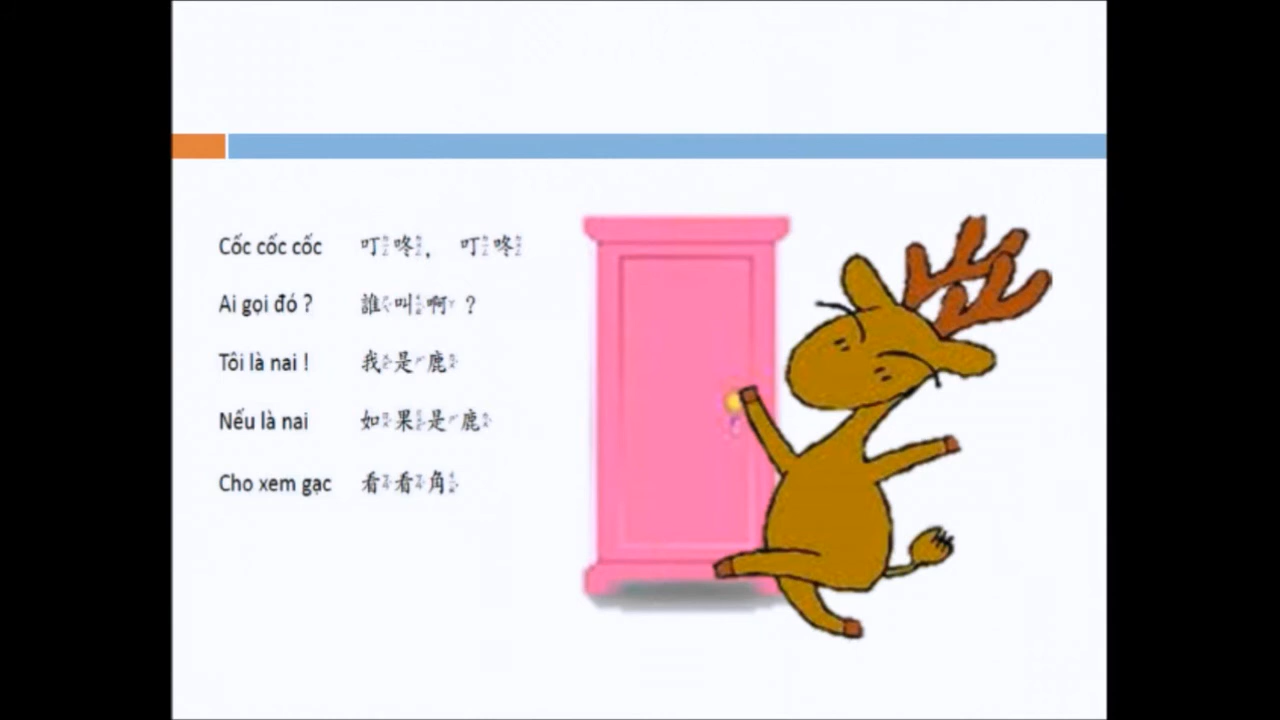 Cốc cốc cốc 叮咚， 叮咚
Ai gọi đó ? 誰叫啊 ?
Tôi là nai ! 我是鹿
Nếu là nai 如果是鹿
Cho xem gạc 看看角